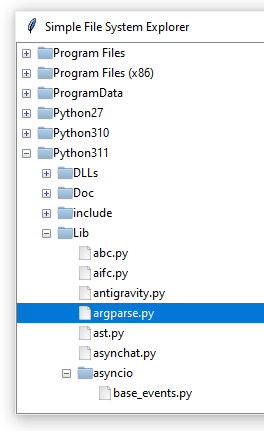 Simple File System Explorer
Program Files
Program Files (x86)
ProgramData
Python27
Python310
Python311
DLLs
Doc
include
Lib
abc.py
aifc.py
antigravity.py
argparse.py
ast.py
asynchat.py
asyncio
base_events.py